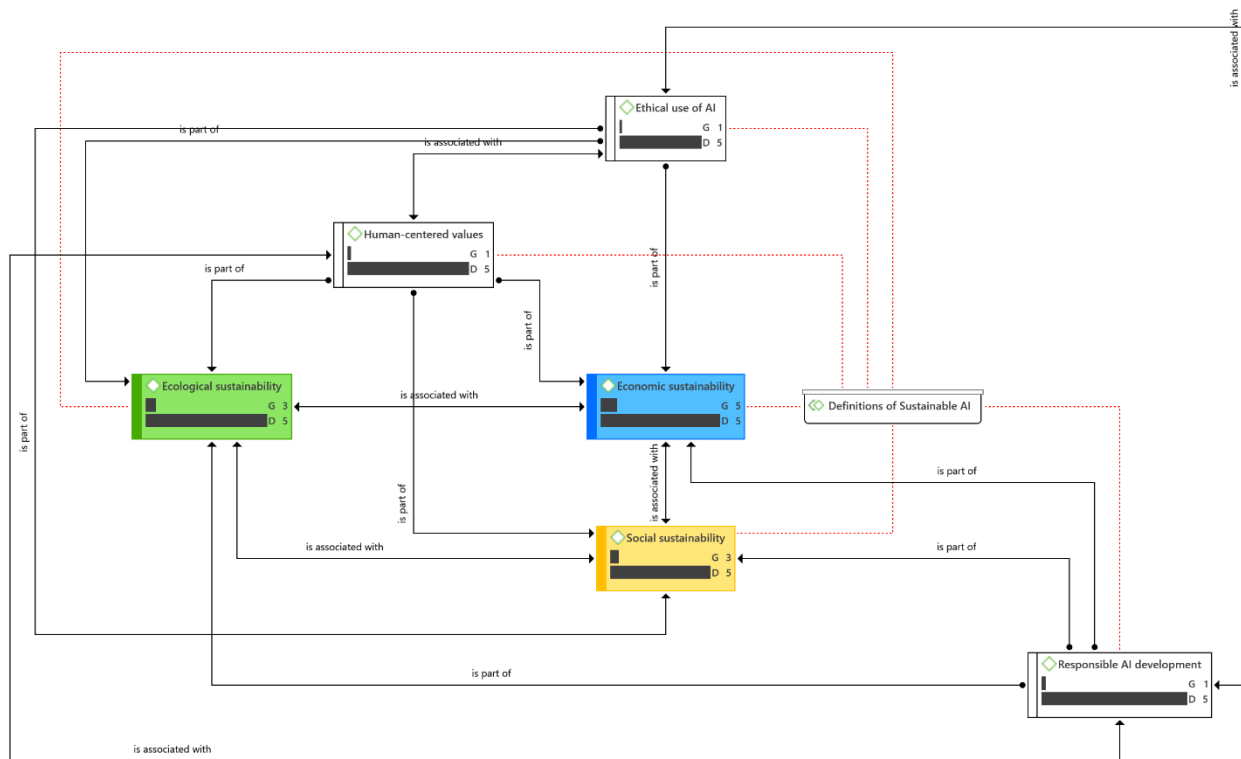 is associated with
Ethical use of AI
G 1
D 5
is part of
is associated with
Human-centered values
G 1
D 5
is part of
is part of
is part of
Ecological sustainability
G 3
D 5
is associated with
Economic sustainability
G 5
D 5
Definitions of Sustainable AI
is part of
is part of
is associated with
is part of
Social sustainability
G 3
D 5
is associated with
is part of
Responsible AI development
G 1
D 5
is part of
is associated with